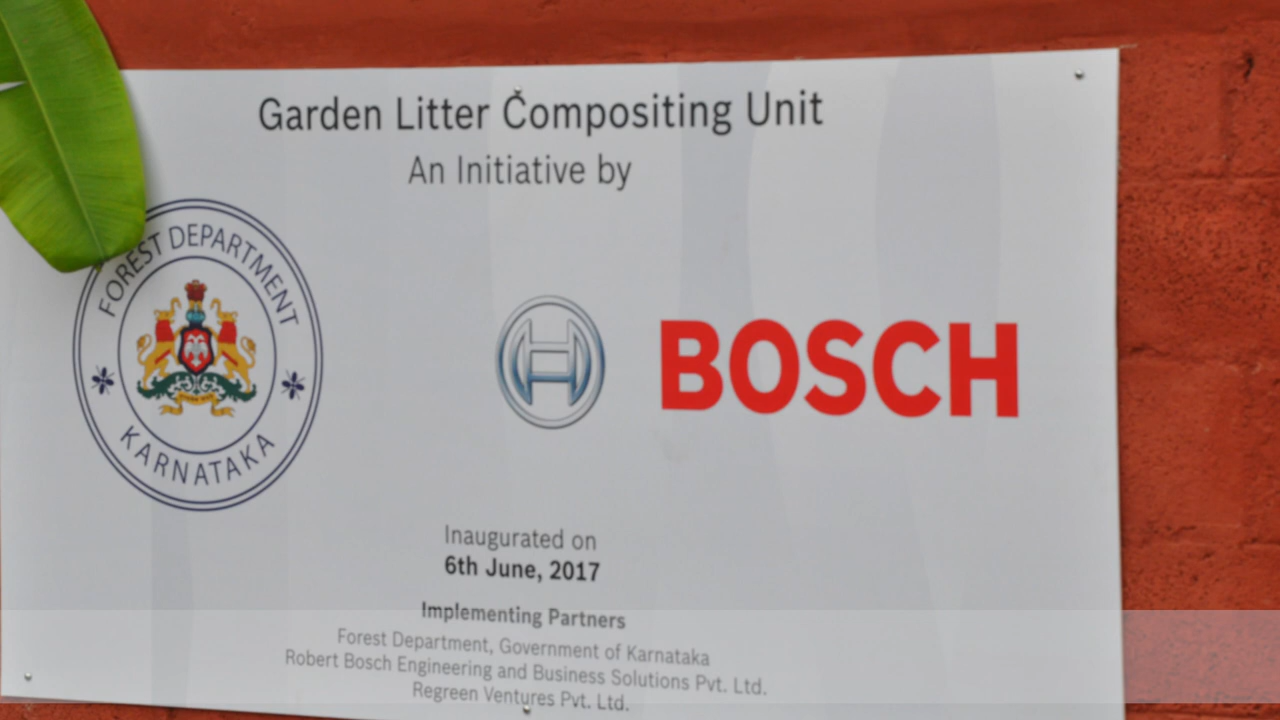 Garden Litter Compositing Unit
An Initiative by
FOREST DEPARTMENT
KARNATAKA
BOSCH
Inaugurated on
6th June, 2017
Implementing Partners
Forest Department, Government of Karnataka
Robert Bosch Engineering and Business Solutions Pvt. Ltd.
Regreen Ventures Pvt. Ltd.